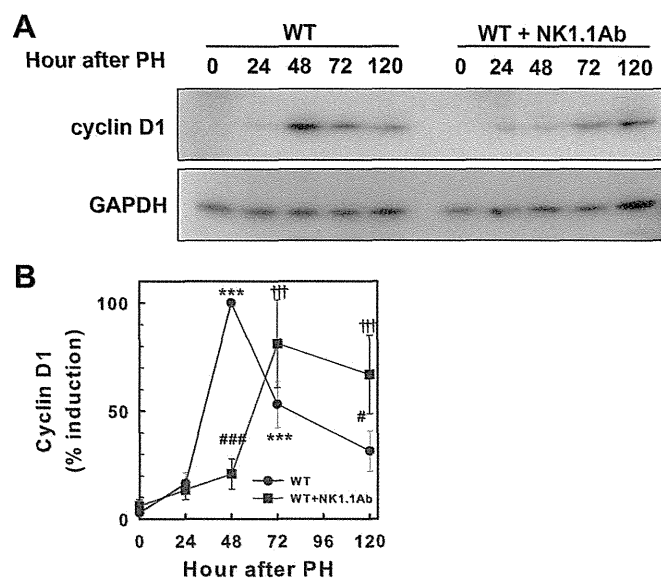 A
WT
WT + NK1.1Ab
Hour after PH 0 24 48 72 120 0 24 48 72 120
cyclin D1
GAPDH
B
Cyclin D1
(% induction)
100
50
0
***
†††
†††
###
***
#
WT
WT+NK1.1Ab
0 24 48 72 96 120
Hour after PH